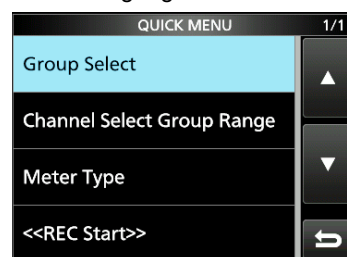 QUICK MENU 1/1
Group Select
Channel Select Group Range
Meter Type
<<REC Start>>